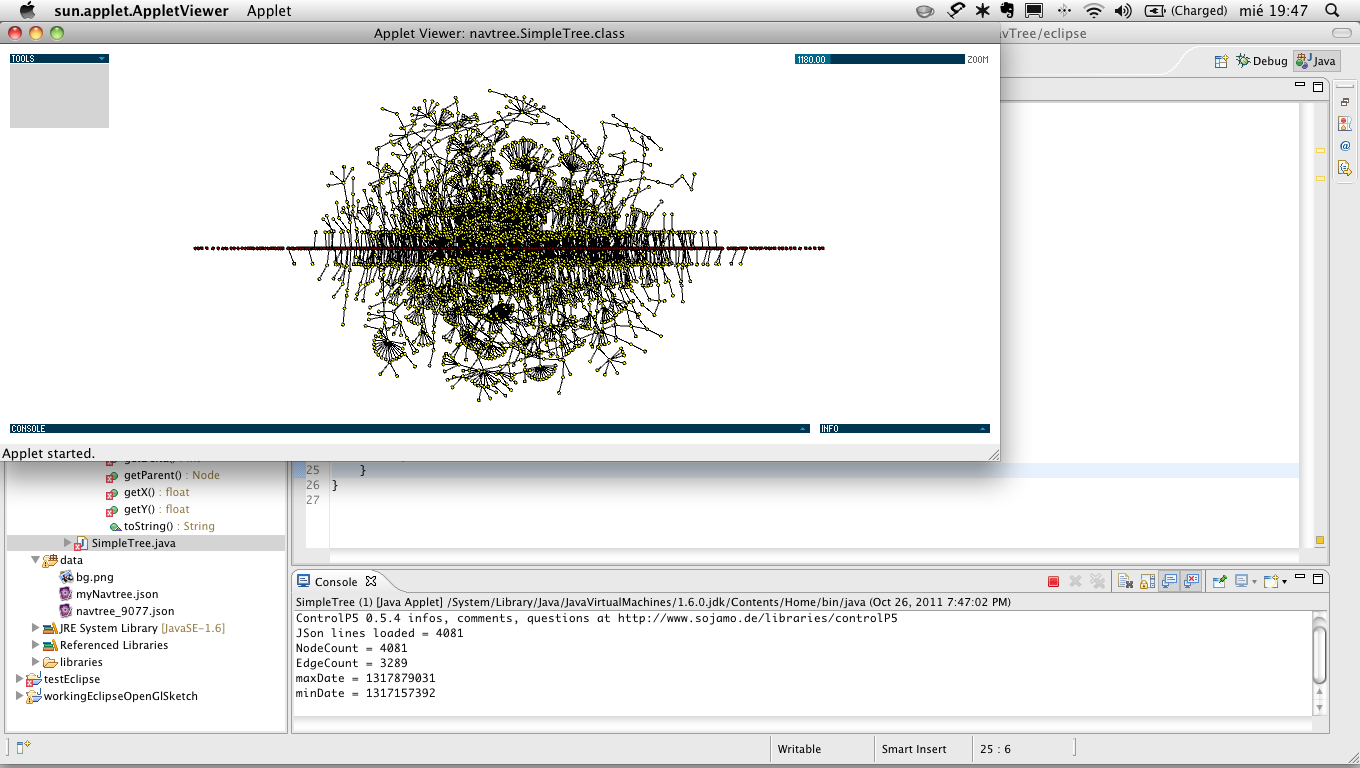 sun.applet.AppletViewer Applet (Charged) mié 19:47
Applet Viewer: navtree.SimpleTree.class
avTree/eclipse
TOOLS
1180.00 ZOOM
Debug Java
CONSOLE INFO
Applet started.
getParent() : Node
getX() : float
getY() : float
toString() : String
SimpleTree.java
data
bg.png
myNavtree.json
navtree_9077.json
JRE System Library [JavaSE-1.6]
Referenced Libraries
libraries
testEclipse
workingEclipseOpenGlSketch
25 }
26 }
27
Console
SimpleTree (1) [Java Applet] /System/Library/Java/JavaVirtualMachines/1.6.0.jdk/Contents/Home/bin/java (Oct 26, 2011 7:47:02 PM)
ControlP5 0.5.4 infos, comments, questions at http://www.sojamo.de/libraries/controlP5
JSon lines loaded = 4081
NodeCount = 4081
EdgeCount = 3289
maxDate = 1317879031
minDate = 1317157392
Writable Smart Insert 25 : 6